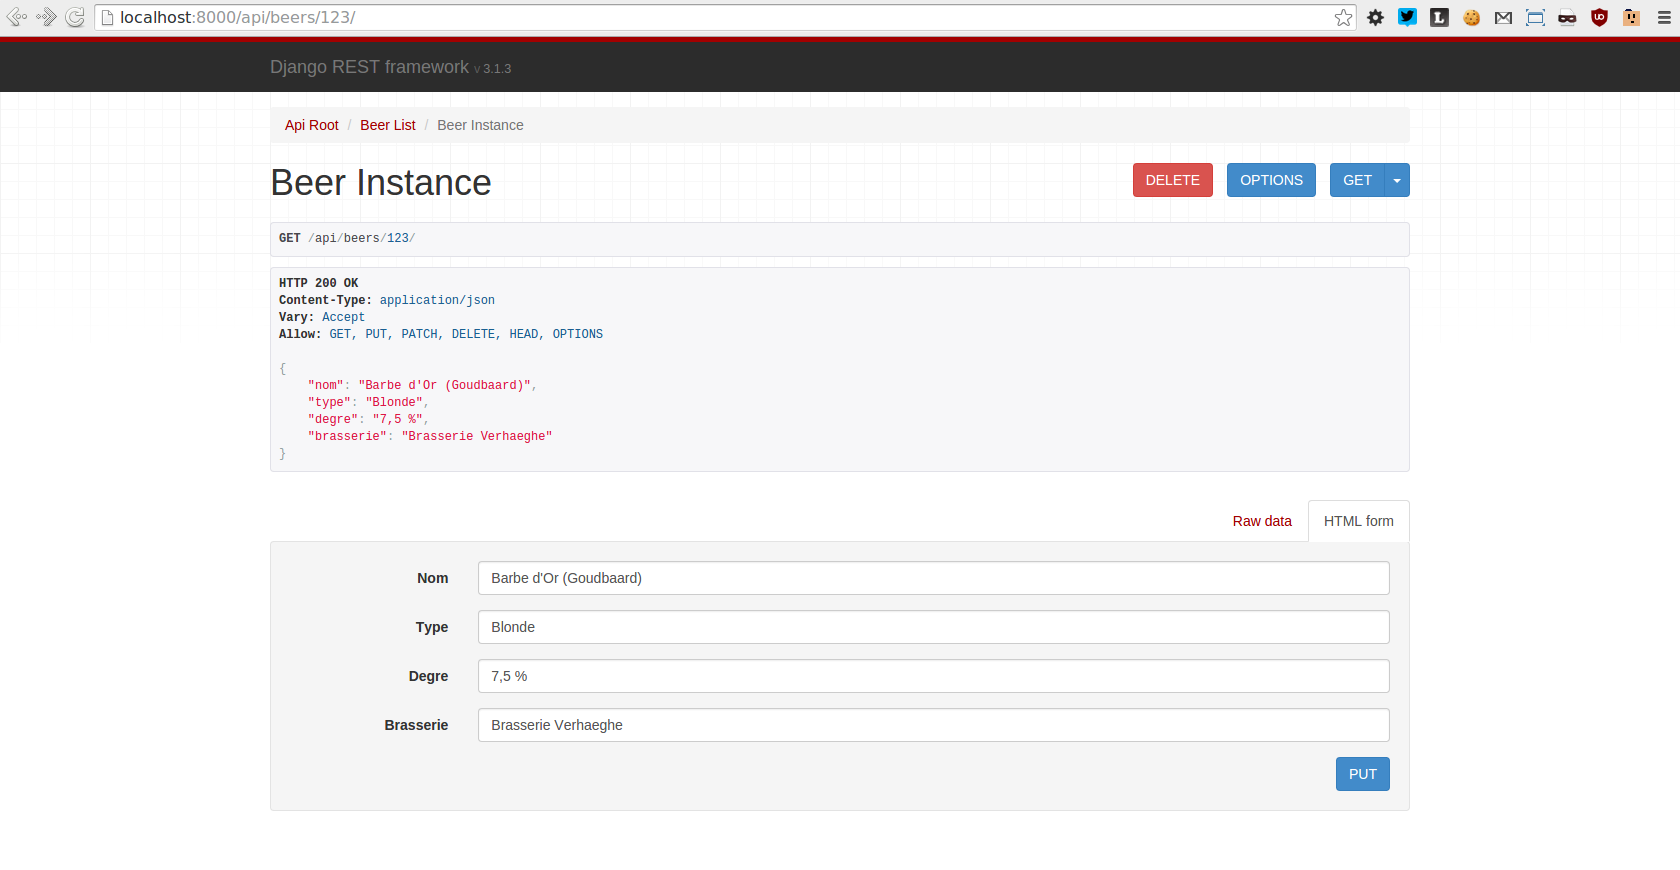 localhost:8000/api/beers/123/
Django REST framework v 3.1.3
Api Root / Beer List / Beer Instance
Beer Instance
DELETE OPTIONS GET
GET /api/beers/123/
HTTP 200 OK
Content-Type: application/json
Vary: Accept
Allow: GET, PUT, PATCH, DELETE, HEAD, OPTIONS
{
    "nom": "Barbe d'Or (Goudbaard)",
    "type": "Blonde",
    "degre": "7,5 %",
    "brasserie": "Brasserie Verhaeghe"
}
Raw data HTML form
Nom Barbe d'Or (Goudbaard)
Type Blonde
Degre 7,5 %
Brasserie Brasserie Verhaeghe
PUT